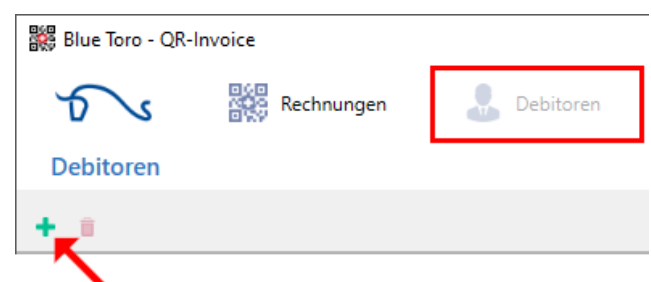 Blue Toro - QR-Invoice
Rechnungen
Debitoren
Debitoren